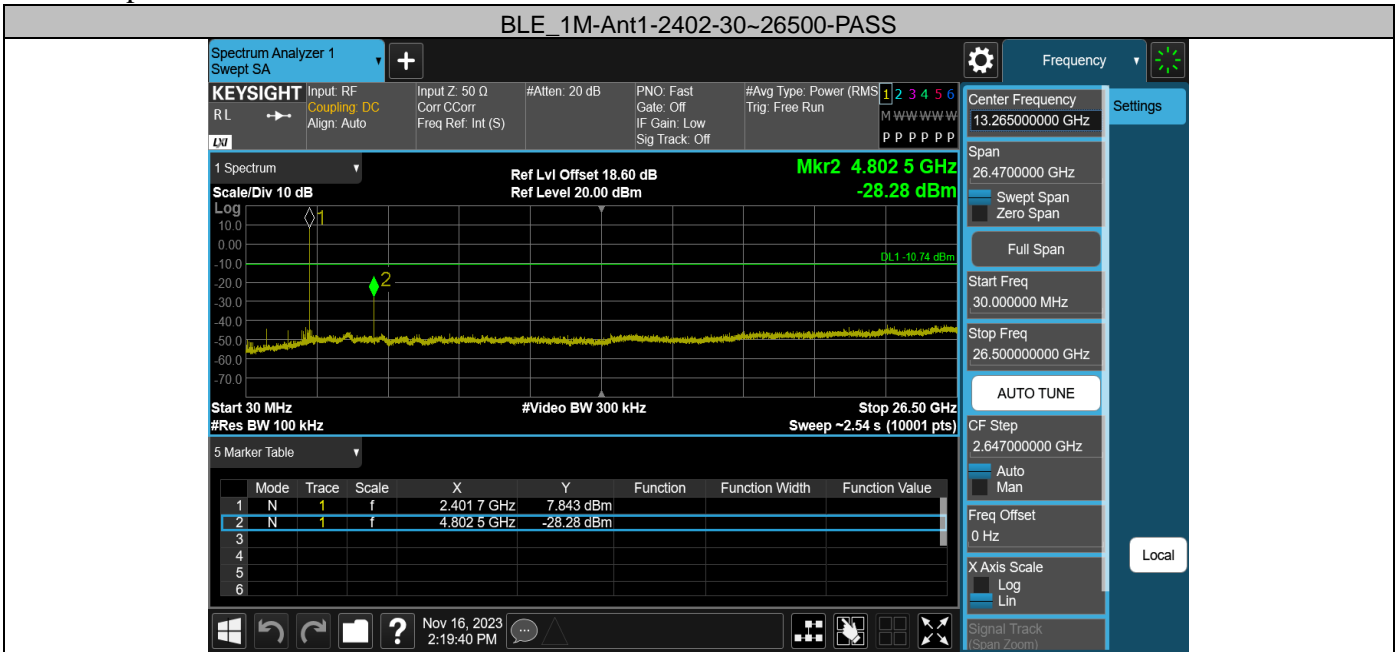 BLE_1M-Ant1-2402-30~26500-PASS
Spectrum Analyzer 1
Swept SA
+
Frequency
KEYSIGHT
RL
LXI
Input: RF
Coupling: DC
Align: Auto
Input Z: 50 Ω
Corr CCorr
Freq Ref: Int (S)
#Atten: 20 dB
PNO: Fast
Gate: Off
IF Gain: Low
Sig Track: Off
#Avg Type: Power (RMS
Trig: Free Run
1 2 3 4 5 6
M W W W W W
P P P P P P
1 Spectrum
Scale/Div 10 dB
Ref Lvl Offset 18.60 dB
Ref Level 20.00 dBm
Mkr2 4.802 5 GHz
-28.28 dBm
Log
10.0
0.00
-10.0
-20.0
-30.0
-40.0
-50.0
-60.0
-70.0
1
2
DL1 -10.74 dBm
Start 30 MHz
#Video BW 300 kHz
Stop 26.50 GHz
#Res BW 100 kHz
Sweep ~2.54 s (10001 pts)
5 Marker Table
Mode Trace Scale X Y Function Function Width Function Value
1 N 1 f 2.401 7 GHz 7.843 dBm
2 N 1 f 4.802 5 GHz -28.28 dBm
3
4
5
6
?
Nov 16, 2023
2:19:40 PM
Center Frequency
13.265000000 GHz
Settings
Span
26.4700000 GHz
Swept Span
Zero Span
Full Span
Start Freq
30.000000 MHz
Stop Freq
26.500000000 GHz
AUTO TUNE
CF Step
2.647000000 GHz
Auto
Man
Freq Offset
0 Hz
Local
X Axis Scale
Log
Lin
Signal Track
(Span Zoom)